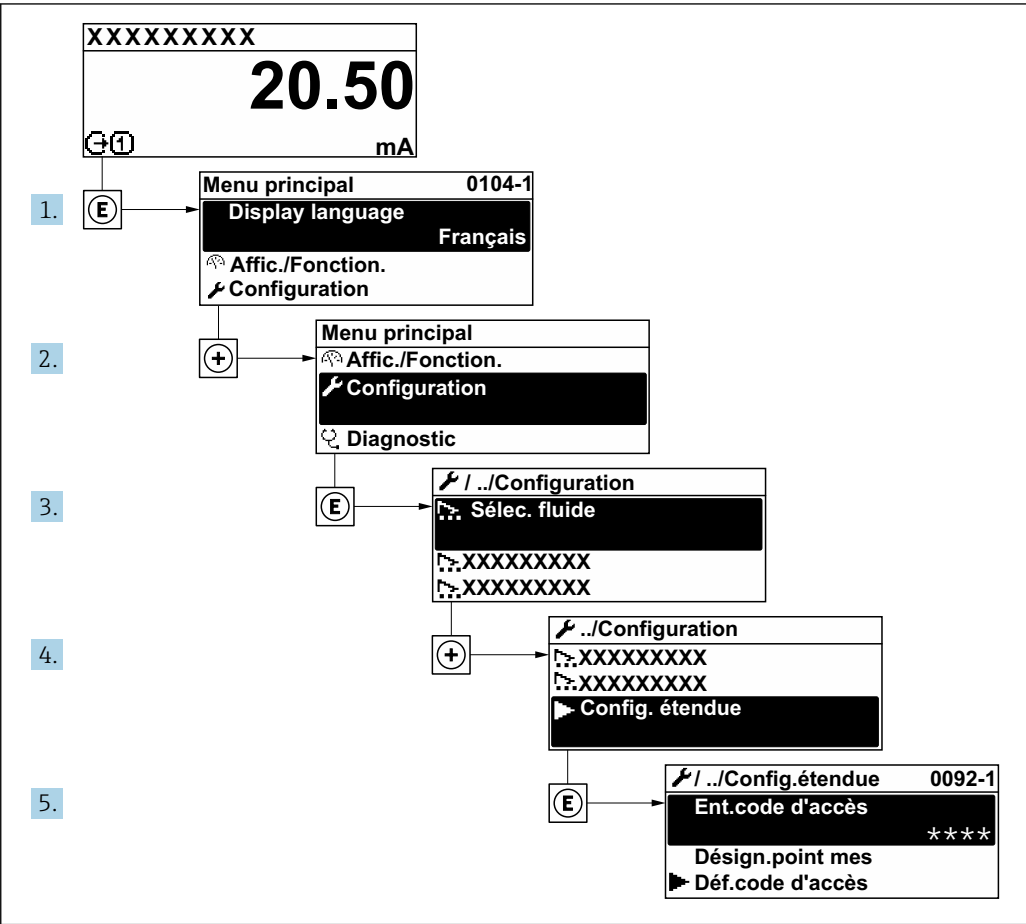 XXXXXXXXX
20.50
1
mA
1.
E
Menu principal 0104-1
Display language
Français
Affic./Fonction.
Configuration
2.
+
Menu principal
Affic./Fonction.
Configuration
Diagnostic
3.
E
/ ../Configuration
Sélec. fluide
XXXXXXXXX
XXXXXXXXX
4.
+
../Configuration
XXXXXXXXX
XXXXXXXXX
Config. étendue
5.
E
/ ../Config.étendue 0092-1
Ent.code d'accès
****
Désign.point mes
Déf.code d'accès